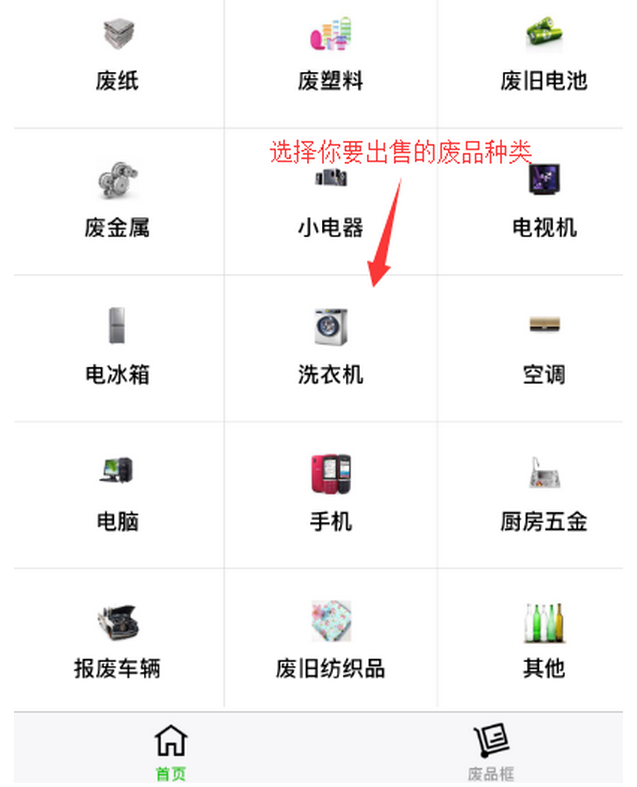 废纸
废塑料
废旧电池
选择你要出售的废品种类
废金属
小电器
电视机
电冰箱
洗衣机
空调
电脑
手机
厨房五金
报废车辆
废旧纺织品
其他
首页
废品框